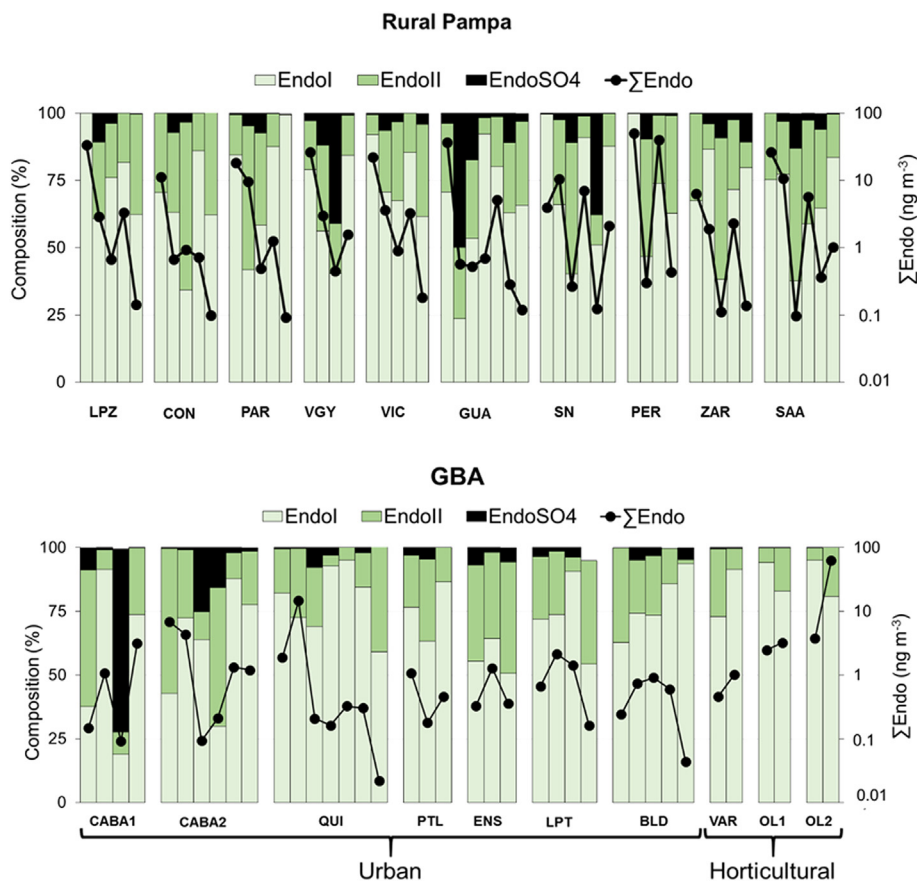 Rural Pampa
EndoI EndoII EndoSO4 ∑Endo
100 100
75 10
50 1
25 0.1
0 0.01
Composition (%)
∑Endo (ng m-3)
LPZ CON PAR VGY VIC GUA SN PER ZAR SAA
GBA
EndoI EndoII EndoSO4 ∑Endo
100 100
75 10
50 1
25 0.1
0 0.01
Composition (%)
∑Endo (ng m-3)
CABA1 CABA2 QUI PTL ENS LPT BLD VAR OL1 OL2
Urban Horticultural